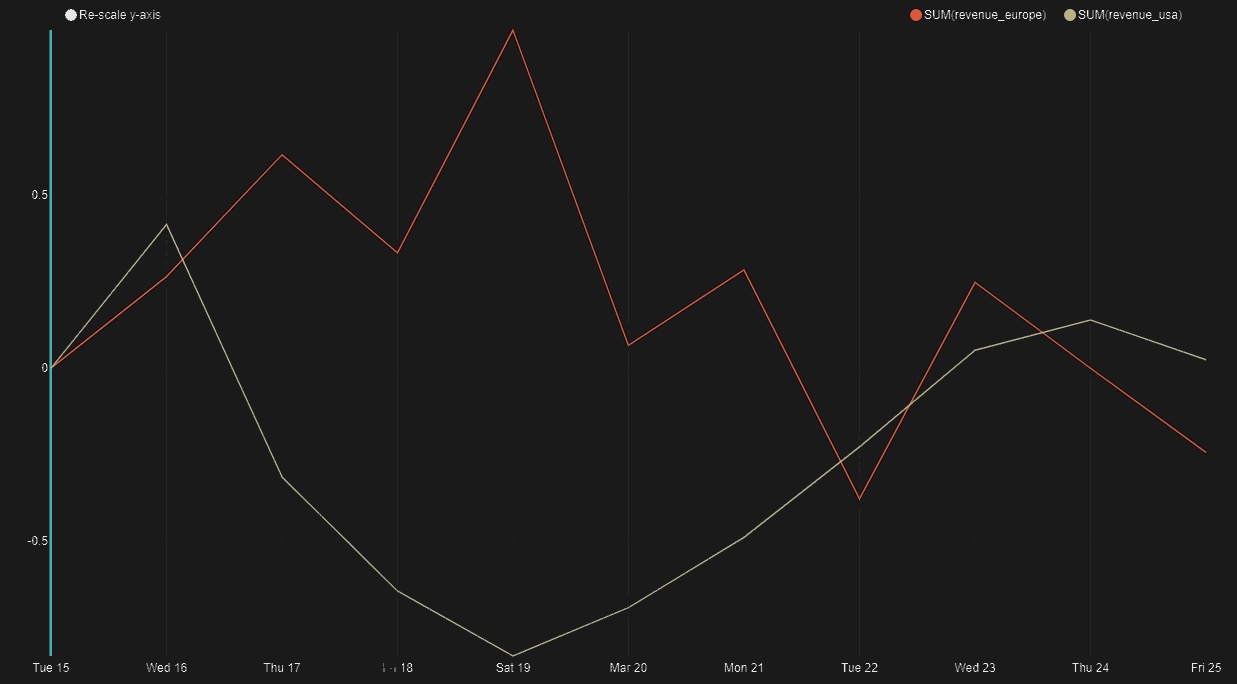 Re-scale y-axis
SUM(revenue_europe) SUM(revenue_usa)
0.5
0
-0.5
Tue 15 Wed 16 Thu 17 18 Sat 19 Mar 20 Mon 21 Tue 22 Wed 23 Thu 24 Fri 25